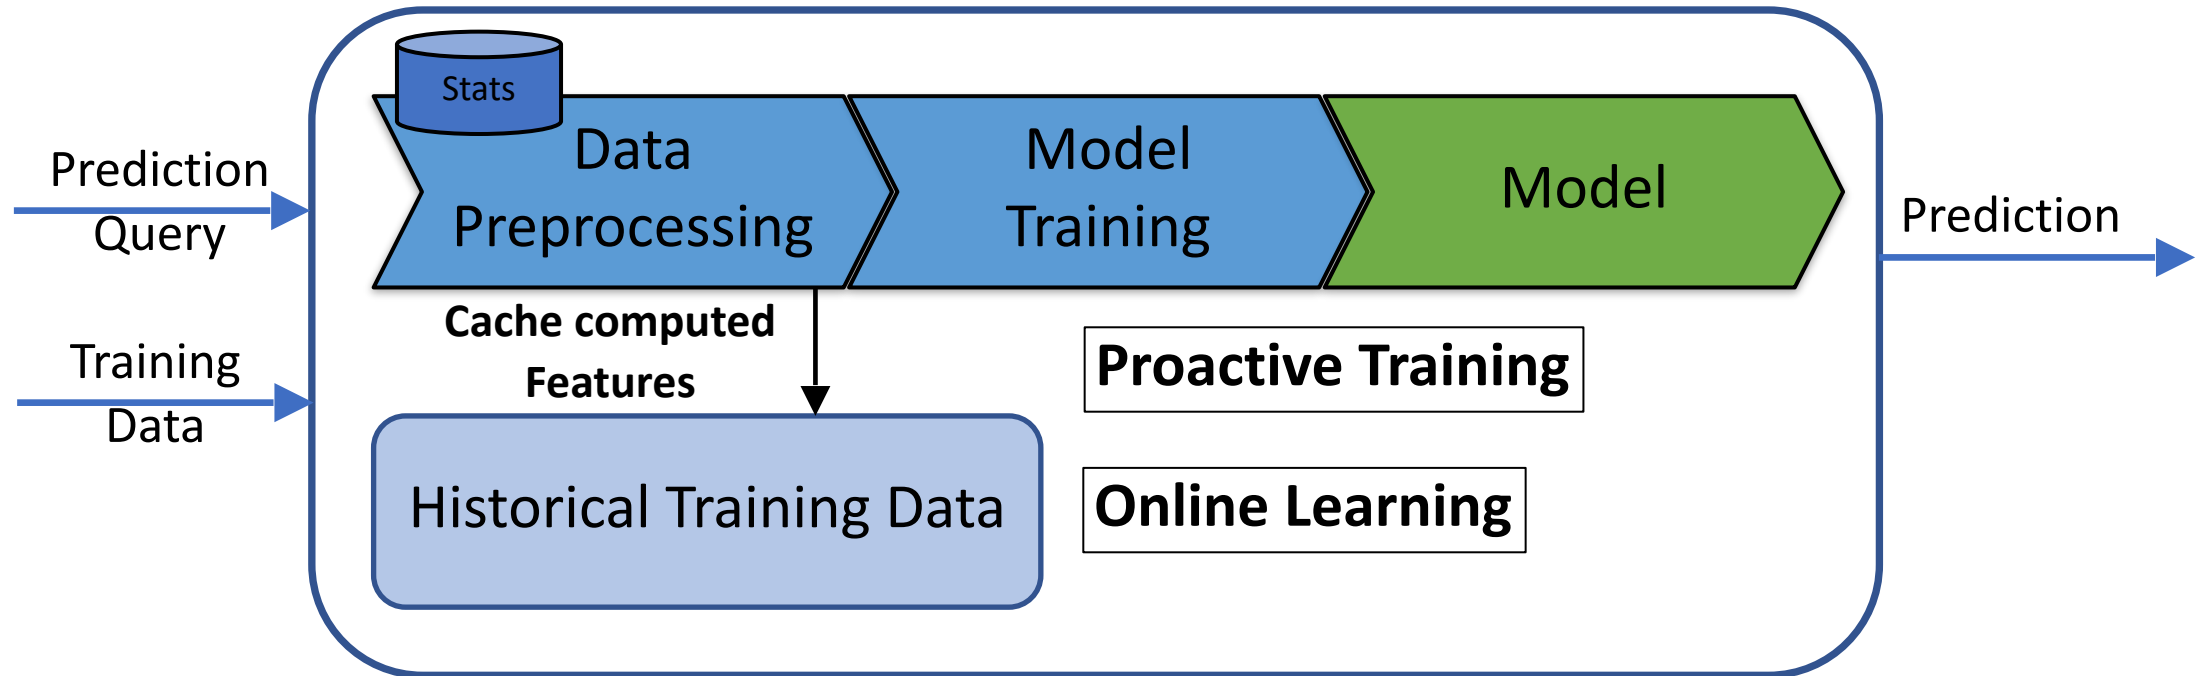 Stats
Data
Preprocessing
Model
Training
Model
Prediction
Query
Training
Data
Prediction
Cache computed
Features
Historical Training Data
Proactive Training
Online Learning